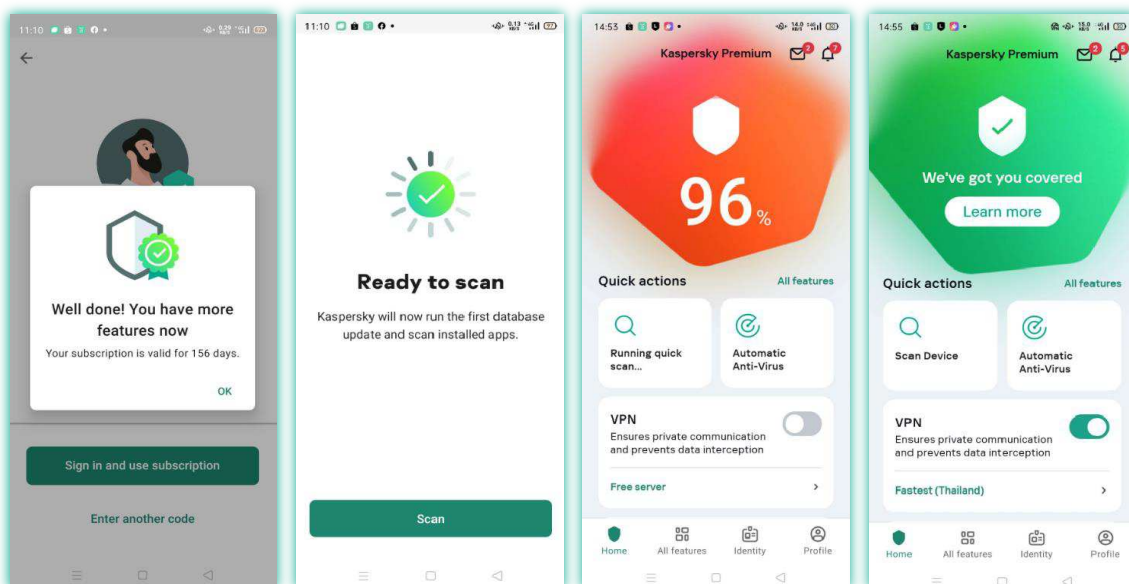 11:10
Well done! You have more
features now
Your subscription is valid for 156 days.
OK
Sign in and use subscription
Enter another code
11:10
Ready to scan
Kaspersky will now run the first database
update and scan installed apps.
Scan
14:53
Kaspersky Premium
2
7
96%
Quick actions
All features
Running quick
scan...
Automatic
Anti-Virus
VPN
Ensures private communication
and prevents data interception
Free server
Home
All features
Identity
Profile
14:55
Kaspersky Premium
2
5
We've got you covered
Learn more
Quick actions
All features
Scan Device
Automatic
Anti-Virus
VPN
Ensures private communication
and prevents data interception
Fastest (Thailand)
Home
All features
Identity
Profile